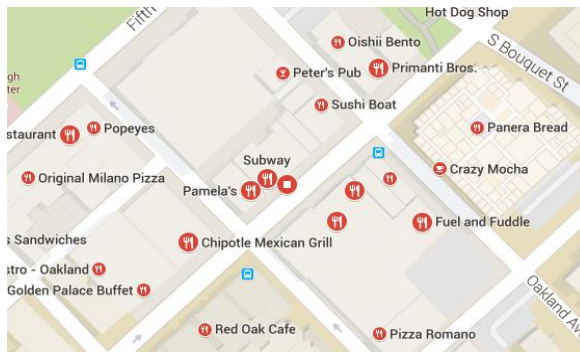 Hot Dog Shop
Fifth
Oishii Bento
S Bouquet St
Primanti Bros.
Peter's Pub
Sushi Boat
Popeyes
Panera Bread
staurant
Subway
Crazy Mocha
Original Milano Pizza
Pamela's
Fuel and Fuddle
s Sandwiches
Chipotle Mexican Grill
stro - Oakland
Golden Palace Buffet
Oakland Av
Red Oak Cafe
Pizza Romano